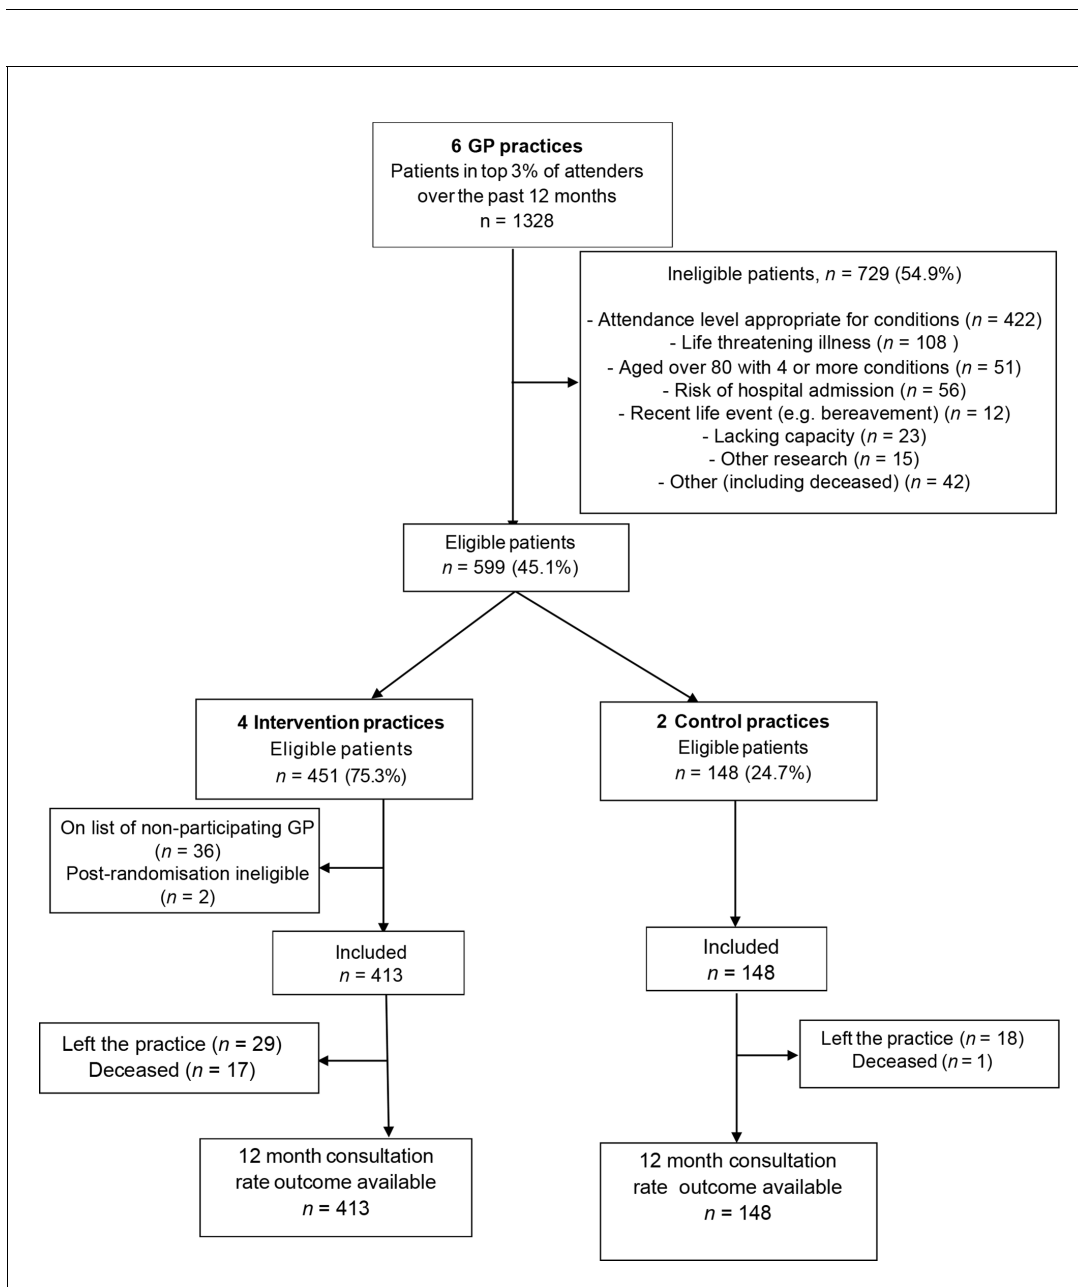 6 GP practices
Patients in top 3% of attenders
over the past 12 months
n = 1328
Ineligible patients, n = 729 (54.9%)
- Attendance level appropriate for conditions (n = 422)
- Life threatening illness (n = 108 )
- Aged over 80 with 4 or more conditions (n = 51)
- Risk of hospital admission (n = 56)
- Recent life event (e.g. bereavement) (n = 12)
- Lacking capacity (n = 23)
- Other research (n = 15)
- Other (including deceased) (n = 42)
Eligible patients
n = 599 (45.1%)
4 Intervention practices
Eligible patients
n = 451 (75.3%)
2 Control practices
Eligible patients
n = 148 (24.7%)
On list of non-participating GP
(n = 36)
Post-randomisation ineligible
(n = 2)
Included
n = 413
Included
n = 148
Left the practice (n = 29)
Deceased (n = 17)
Left the practice (n = 18)
Deceased (n = 1)
12 month consultation
rate outcome available
n = 413
12 month consultation
rate outcome available
n = 148